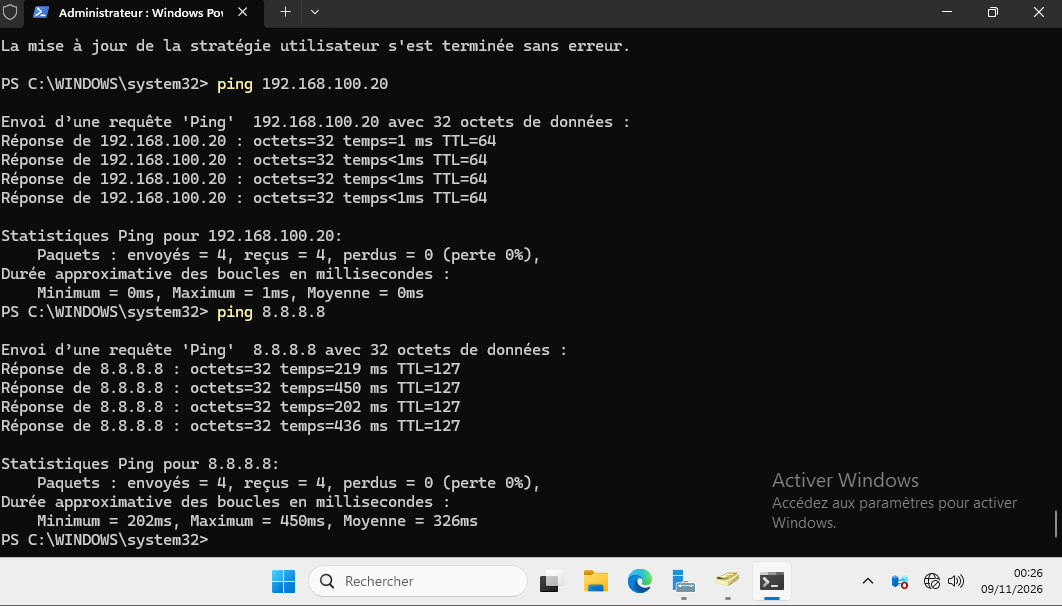 Administrateur : Windows Pov
La mise à jour de la stratégie utilisateur s'est terminée sans erreur.
PS C:\WINDOWS\system32> ping 192.168.100.20
Envoi d'une requête 'Ping'  192.168.100.20 avec 32 octets de données :
Réponse de 192.168.100.20 : octets=32 temps=1 ms TTL=64
Réponse de 192.168.100.20 : octets=32 temps<1ms TTL=64
Réponse de 192.168.100.20 : octets=32 temps<1ms TTL=64
Réponse de 192.168.100.20 : octets=32 temps<1ms TTL=64
Statistiques Ping pour 192.168.100.20:
    Paquets : envoyés = 4, reçus = 4, perdus = 0 (perte 0%),
Durée approximative des boucles en millisecondes :
    Minimum = 0ms, Maximum = 1ms, Moyenne = 0ms
PS C:\WINDOWS\system32> ping 8.8.8.8
Envoi d'une requête 'Ping'  8.8.8.8 avec 32 octets de données :
Réponse de 8.8.8.8 : octets=32 temps=219 ms TTL=127
Réponse de 8.8.8.8 : octets=32 temps=450 ms TTL=127
Réponse de 8.8.8.8 : octets=32 temps=202 ms TTL=127
Réponse de 8.8.8.8 : octets=32 temps=436 ms TTL=127
Statistiques Ping pour 8.8.8.8:
    Paquets : envoyés = 4, reçus = 4, perdus = 0 (perte 0%),
Durée approximative des boucles en millisecondes :
    Minimum = 202ms, Maximum = 450ms, Moyenne = 326ms
PS C:\WINDOWS\system32>
Activer Windows
Accédez aux paramètres pour activer
Windows.
Rechercher
00:26
09/11/2026